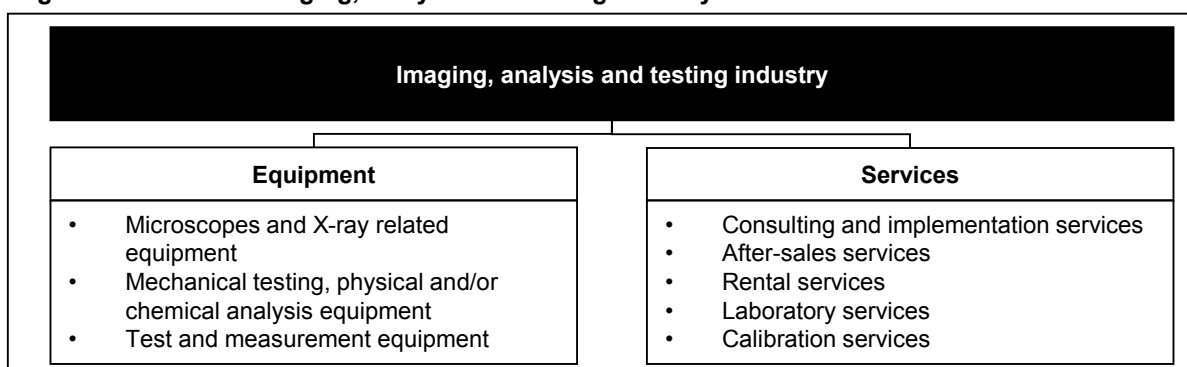 Imaging, analysis and testing industry
Equipment
• Microscopes and X-ray related
equipment
• Mechanical testing, physical and/or
chemical analysis equipment
• Test and measurement equipment
Services
• Consulting and implementation services
• After-sales services
• Rental services
• Laboratory services
• Calibration services